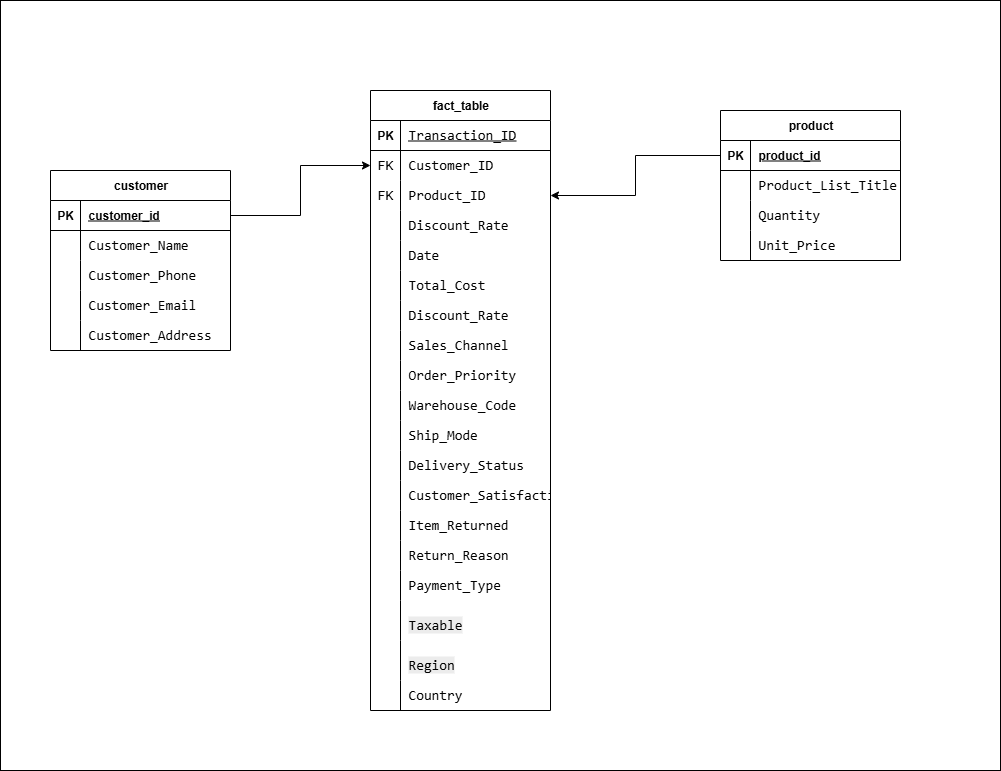 fact_table
PK Transaction_ID
FK Customer_ID
FK Product_ID
Discount_Rate
Date
Total_Cost
Discount_Rate
Sales_Channel
Order_Priority
Warehouse_Code
Ship_Mode
Delivery_Status
Customer_Satisfacti
Item_Returned
Return_Reason
Payment_Type
Taxable
Region
Country
customer
PK customer_id
Customer_Name
Customer_Phone
Customer_Email
Customer_Address
product
PK product_id
Product_List_Title
Quantity
Unit_Price